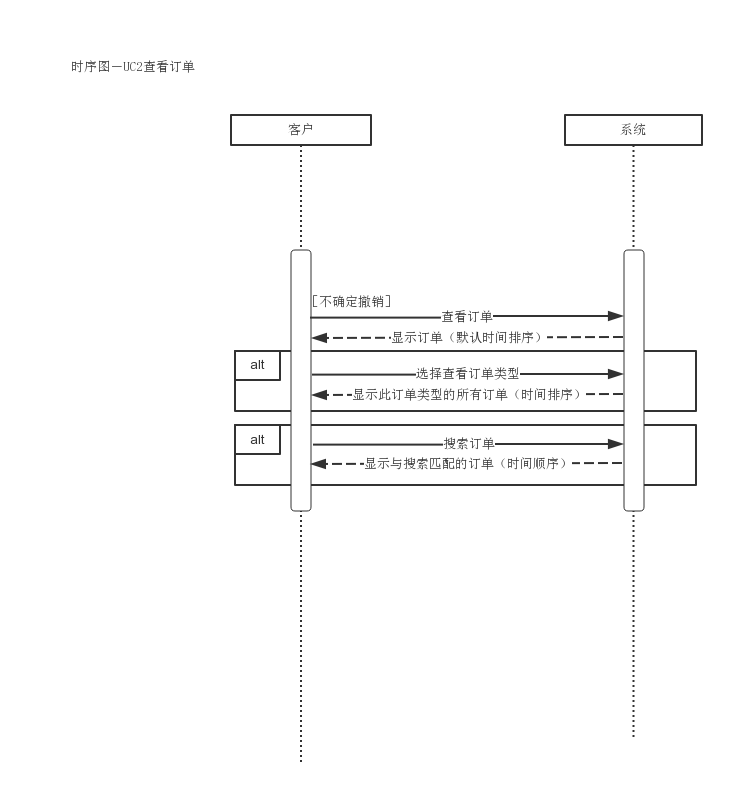 时序图－UC2查看订单
客户
系统
[不确定撤销]
查看订单
显示订单（默认时间排序）
alt
选择查看订单类型
显示此订单类型的所有订单（时间排序）
alt
搜索订单
显示与搜索匹配的订单（时间顺序）